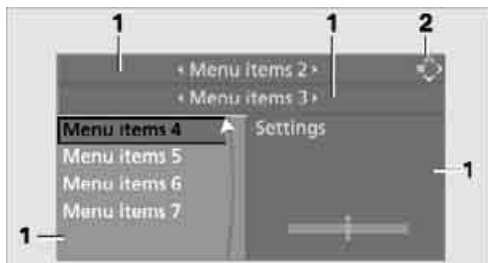 1 1 2
‹ Menu items 2 ›
‹ Menu items 3 ›
Menu items 4 Settings
Menu items 5
Menu items 6 1
Menu items 7
1